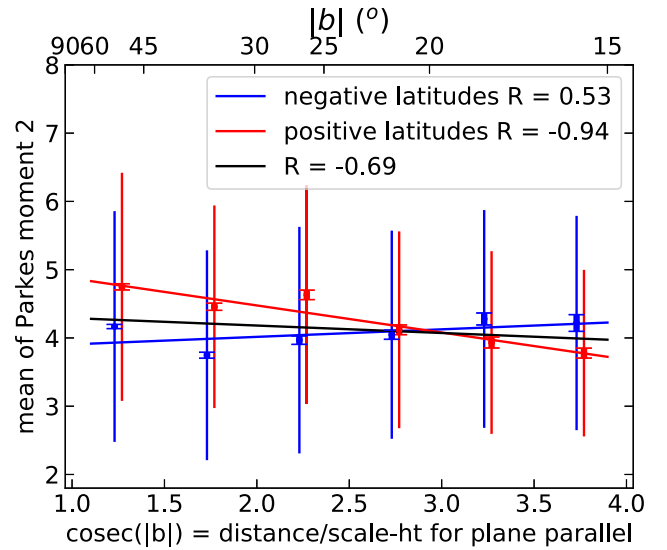 |b| (°)
9060 45 30 25 20 15
8
7
6
5
4
3
2
mean of Parkes moment 2
negative latitudes R = 0.53
positive latitudes R = -0.94
R = -0.69
1.0 1.5 2.0 2.5 3.0 3.5 4.0
cosec(|b|) = distance/scale-ht for plane parallel